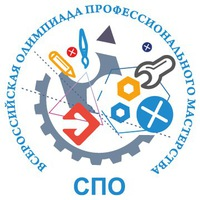 ВСЕРОССИЙСКАЯ ОЛИМПИАДА ПРОФЕССИОНАЛЬНОГО МАСТЕРСТВА
СПО